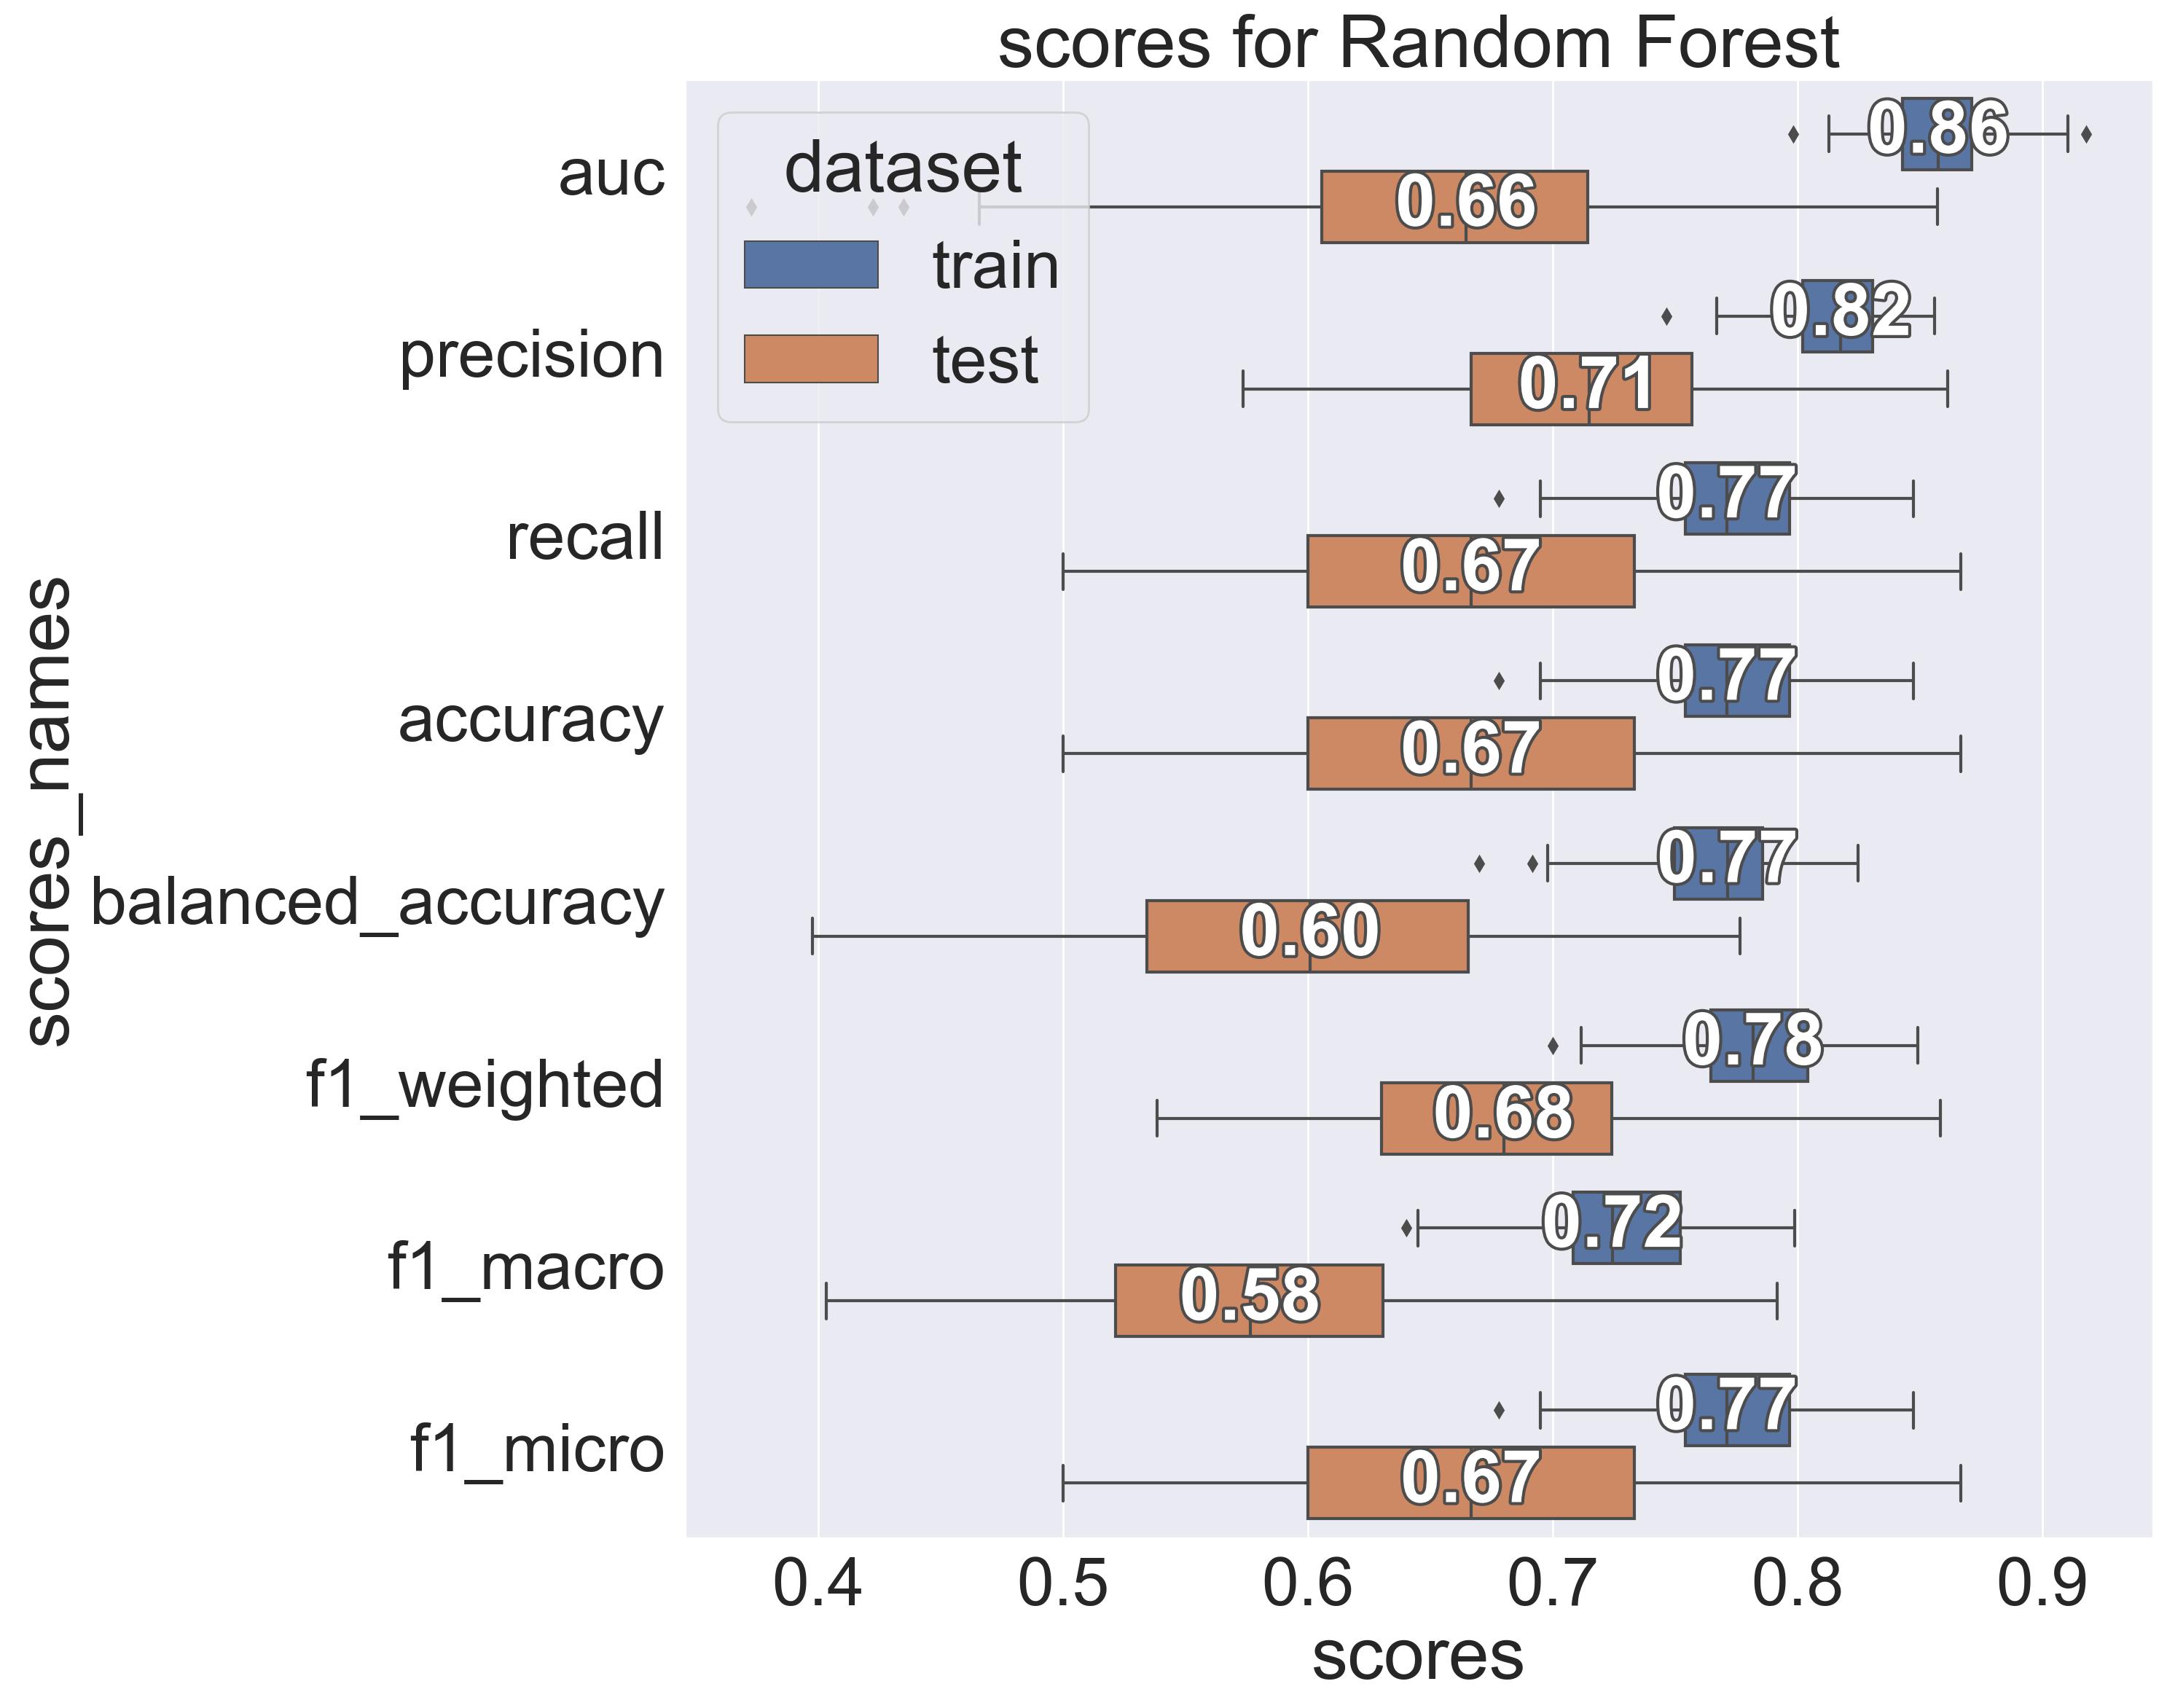 scores for Random Forest
dataset
train
test
scores_names
auc
0.86
0.66
precision
0.82
0.71
recall
0.77
0.67
accuracy
0.77
0.67
balanced_accuracy
0.77
0.60
f1_weighted
0.78
0.68
f1_macro
0.72
0.58
f1_micro
0.77
0.67
0.4 0.5 0.6 0.7 0.8 0.9
scores